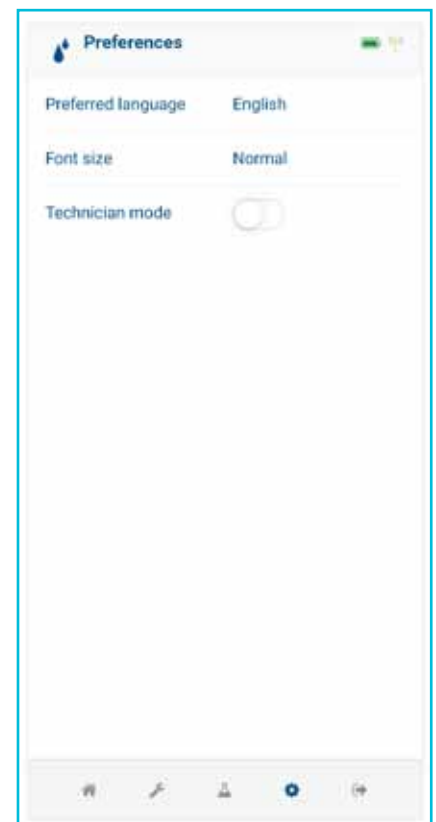 Preferences
Preferred language English
Font size Normal
Technician mode